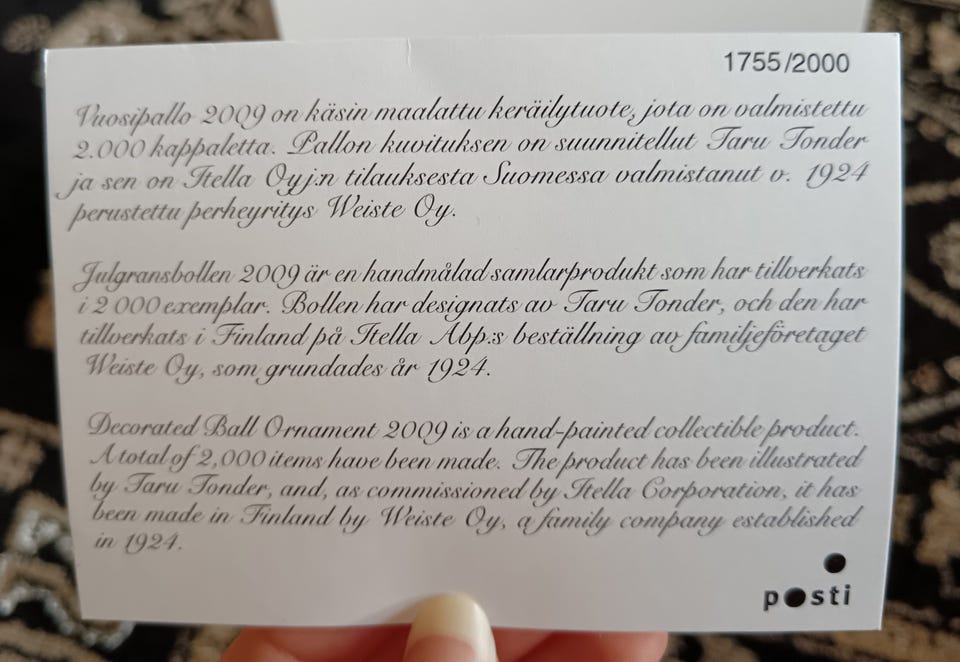 1755/2000
Vuosipallo 2009 on käsin maalattu keräilytuote, jota on valmistettu
2.000 kappaletta. Pallon kuvituksen on suunnitellut Taru Tonder
ja sen on Itella Oyj:n tilauksesta Suomessa valmistanut v. 1924
perustettu perheyritys Weiste Oy.
Julgransbollen 2009 är en handmålad samlarprodukt som har tillverkats
i 2 000 exemplar. Bollen har designats av Taru Tonder, och den har
tillverkats i Finland på Itella Abp:s beställning av familjeföretaget
Weiste Oy, som grundades år 1924.
Decorated Ball Ornament 2009 is a hand-painted collectible product.
A total of 2,000 items have been made. The product has been illustrated
by Taru Tonder, and, as commissioned by Itella Corporation, it has
been made in Finland by Weiste Oy, a family company established
in 1924.
posti